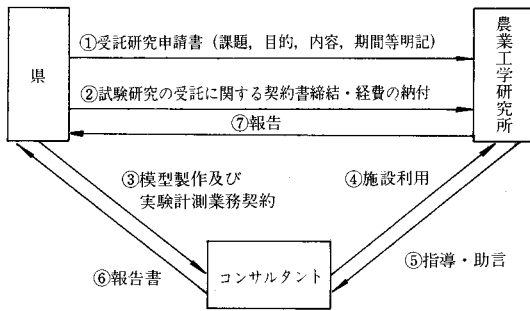 ①受託研究申請書（課題，目的，内容，期間等明記）
県
農業工学研究所
②試験研究の受託に関する契約書締結・経費の納付
⑦報告
③模型製作及び
実験計測業務契約
④施設利用
⑥報告書
コンサルタント
⑤指導・助言